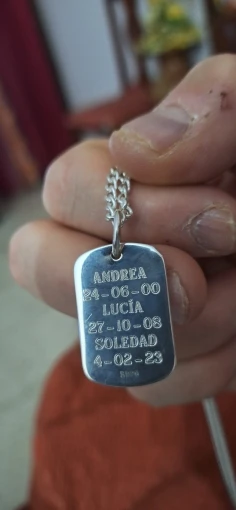 ANDREA
24-06-00
LUCÍA
27-10-08
SOLEDAD
4-02-23